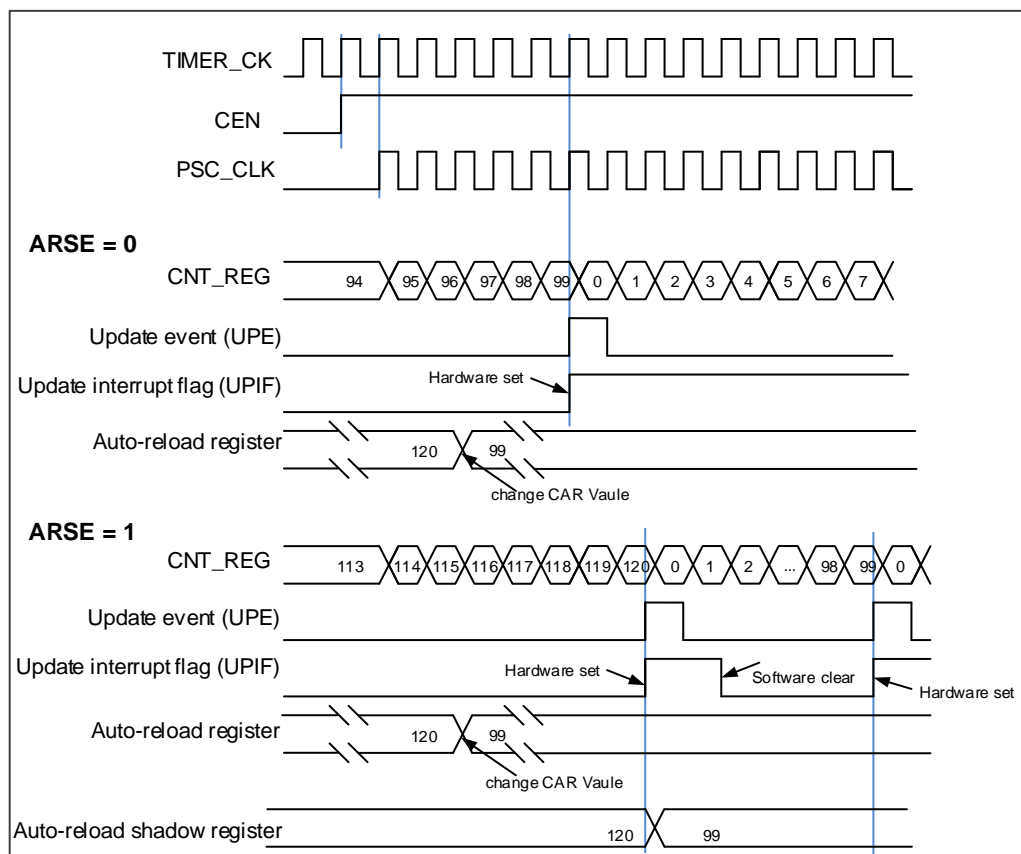 TIMER_CK
CEN
PSC_CLK
ARSE = 0
CNT_REG 94 95 96 97 98 99 0 1 2 3 4 5 6 7
Update event (UPE)
Update interrupt flag (UPIF) Hardware set
Auto-reload register 120 99
change CAR Vaule
ARSE = 1
CNT_REG 113 114 115 116 117 118 119 120 0 1 2 ... 98 99 0
Update event (UPE)
Update interrupt flag (UPIF) Hardware set Software clear Hardware set
Auto-reload register 120 99
change CAR Vaule
Auto-reload shadow register 120 99